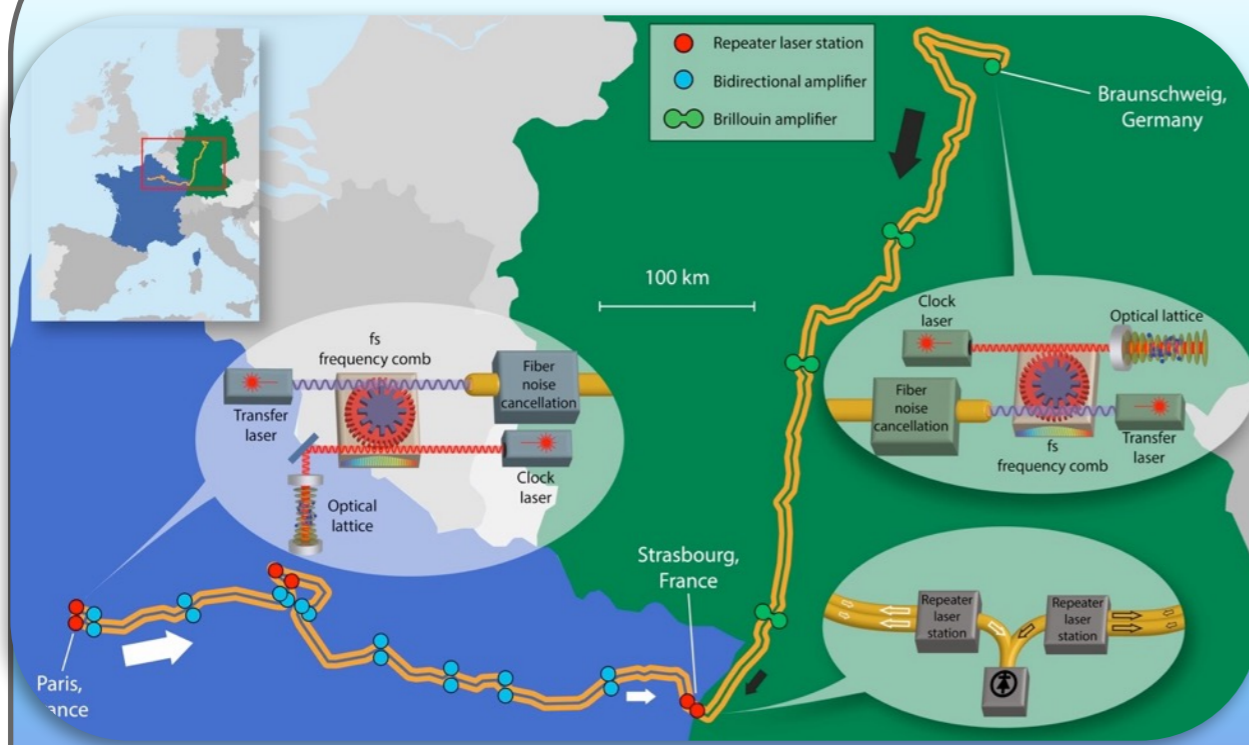 Repeater laser station
Bidirectional amplifier
Brillouin amplifier
Braunschweig,
Germany
100 km
fs
frequency comb
Fiber
noise
cancellation
Transfer
laser
Clock
laser
Optical
lattice
Clock
laser
Optical lattice
Fiber
noise
cancellation
Transfer
laser
fs
frequency comb
Strasbourg,
France
Repeater
laser
station
Repeater
laser
station
Paris,
ance